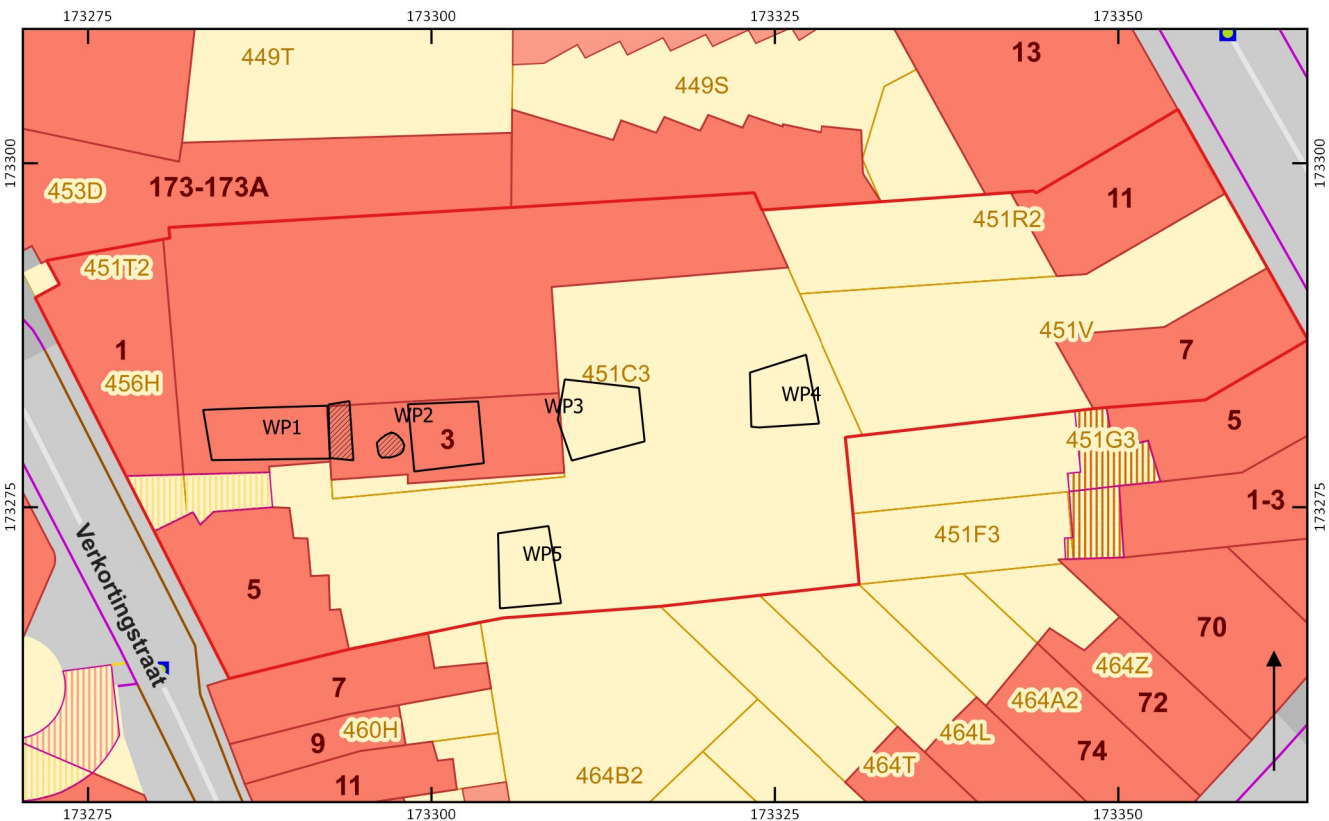 173275
173300
173325
173350
449T
13
449S
173300
173300
453D
173-173A
11
451R2
451T2
451V
1
7
456H
451C3
WP4
WP3
WP2
5
WP1
3
451G3
1-3
173275
173275
451F3
WP5
Verkortingstraat
5
70
464Z
7
464A2
72
9
460H
464L
74
464T
11
464B2
173275
173300
173325
173350